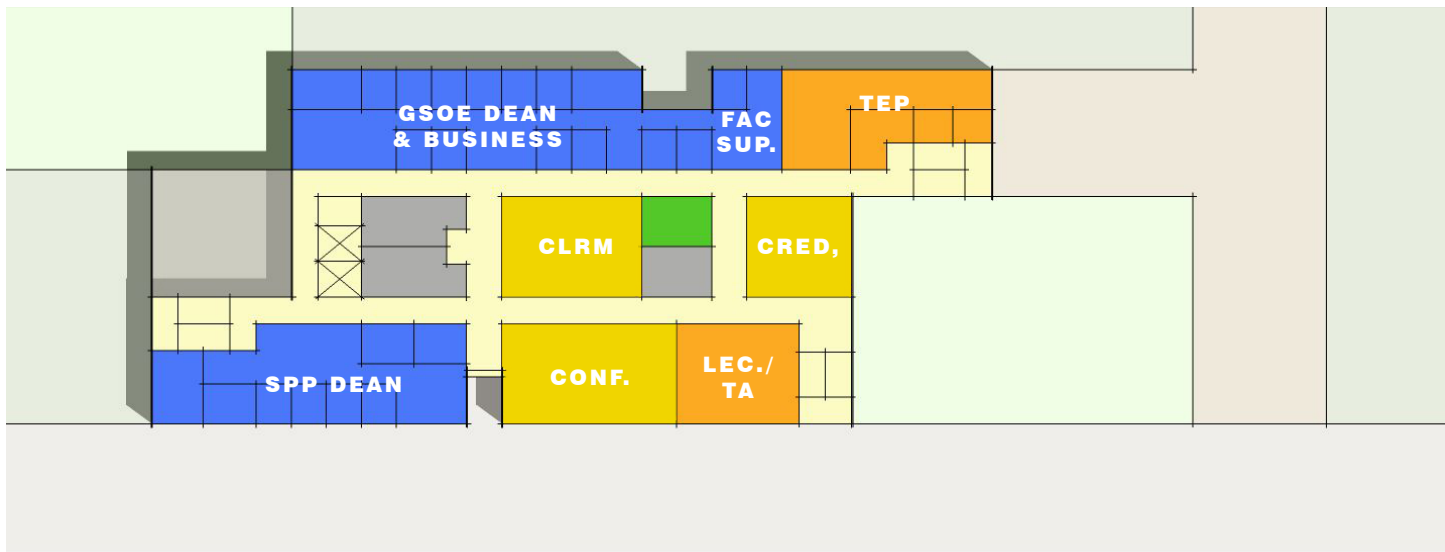 GSOE DEAN
& BUSINESS
FAC
SUP.
TEP
CLRM
CRED,
SPP DEAN
CONF.
LEC./
TA